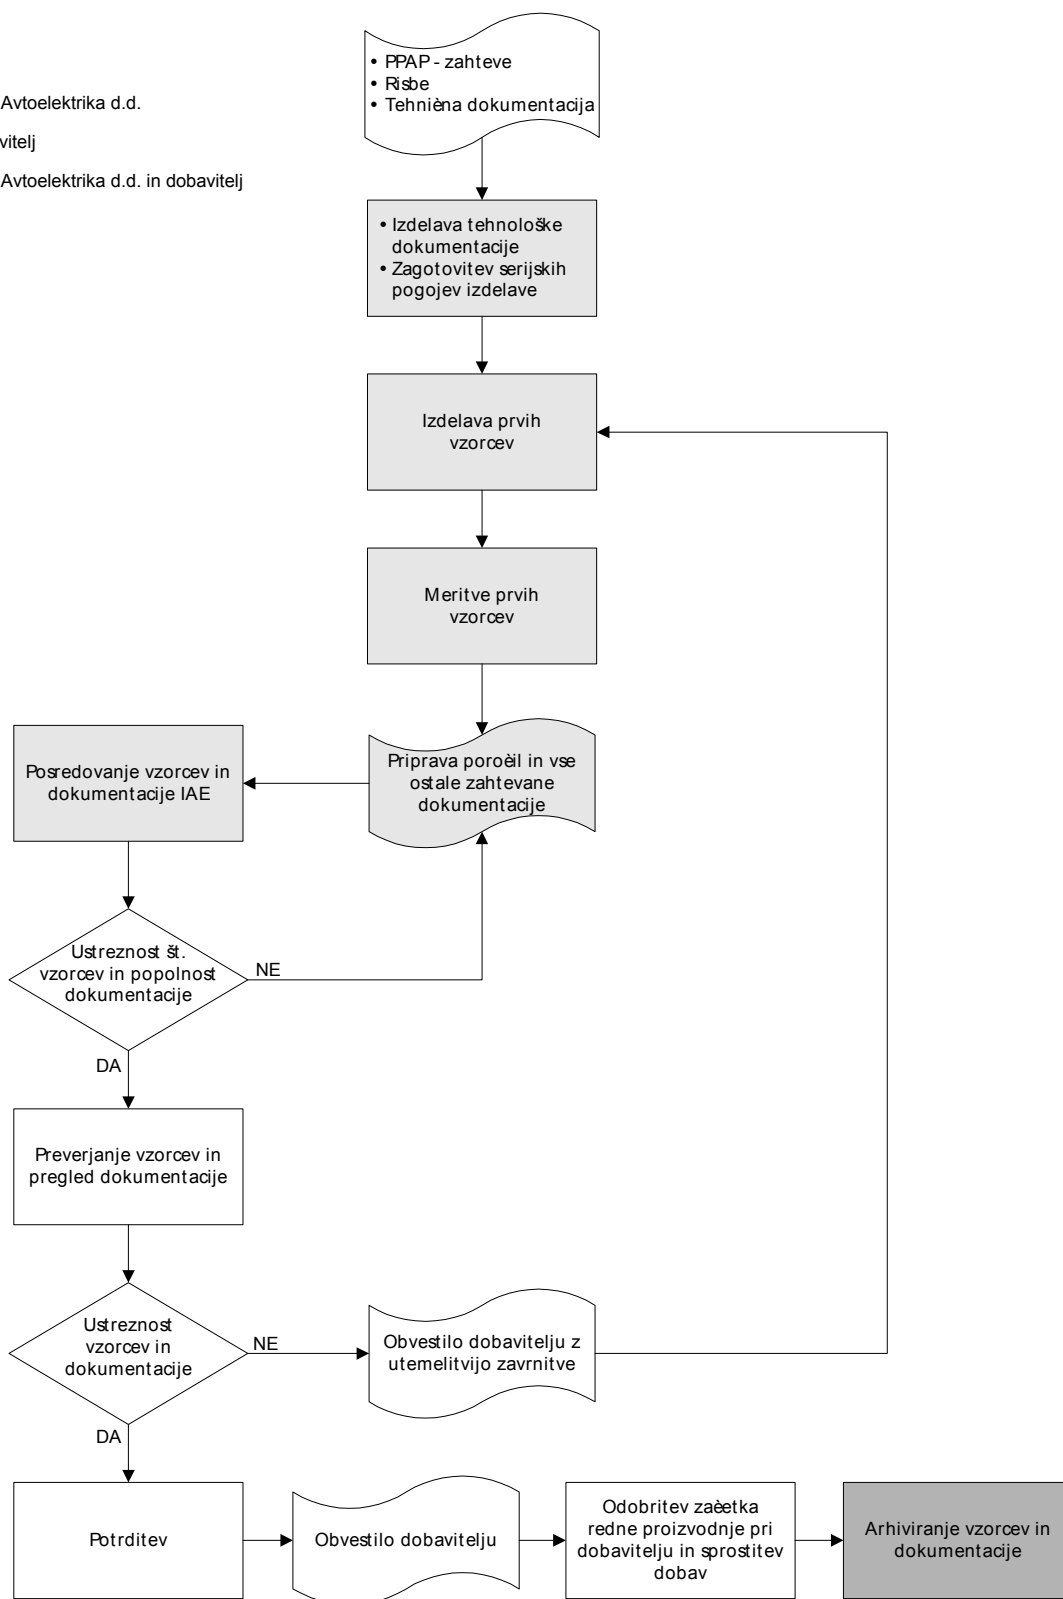 • PPAP - zahteve
• Risbe
• Tehnièna dokumentacija
Avtoelektrika d.d.
vitelj
Avtoelektrika d.d. in dobavitelj
• Izdelava tehnološke
dokumentacije
• Zagotovitev serijskih
pogojev izdelave
Izdelava prvih
vzorcev
Meritve prvih
vzorcev
Priprava poroèil in vse
ostale zahtevane
dokumentacije
Posredovanje vzorcev in
dokumentacije IAE
Ustreznost št.
vzorcev in popolnost
dokumentacije
NE
DA
Preverjanje vzorcev in
pregled dokumentacije
Ustreznost
vzorcev in
dokumentacije
NE
Obvestilo dobavitelju z
utemelitvijo zavrnitve
DA
Potrditev
Obvestilo dobavitelju
Odobritev zaèetka
redne proizvodnje pri
dobavitelju in sprostitev
dobav
Arhiviranje vzorcev in
dokumentacije